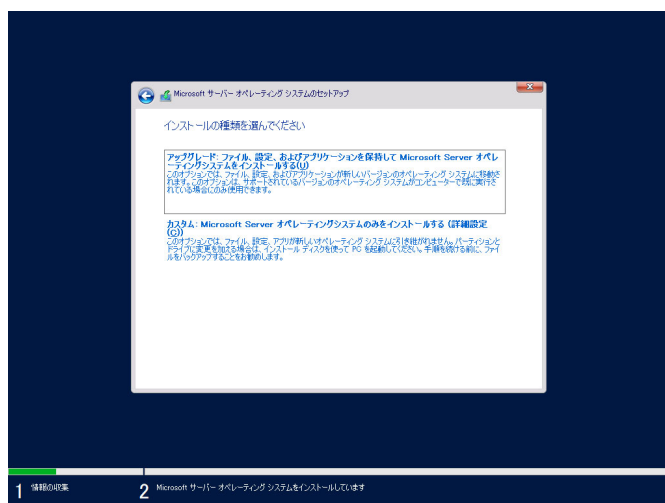 Microsoft サーバー オペレーティング システムのセットアップ
インストールの種類を選んでください
アップグレード: ファイル、設定、およびアプリケーションを保持して Microsoft Server オペレ
ーティングシステムをインストールする(U)
このオプションでは、ファイル、設定、およびアプリケーションが新しいバージョンのオペレーティング システムに移動さ
れます。このオプションは、サポートされているバージョンのオペレーティング システムがコンピューターで既に実行さ
れている場合にのみ使用できます。
カスタム: Microsoft Server オペレーティングシステムのみをインストールする (詳細設定
(C))
このオプションでは、ファイル、設定、アプリが新しいオペレーティング システムに引き継がれません。パーティションと
ドライブに変更を加える場合は、インストール ディスクを使って PC を起動してください。手順を続ける前に、ファイ
ルをバックアップすることをお勧めします。
1 情報の収集
2 Microsoft サーバー オペレーティング システムをインストールしています